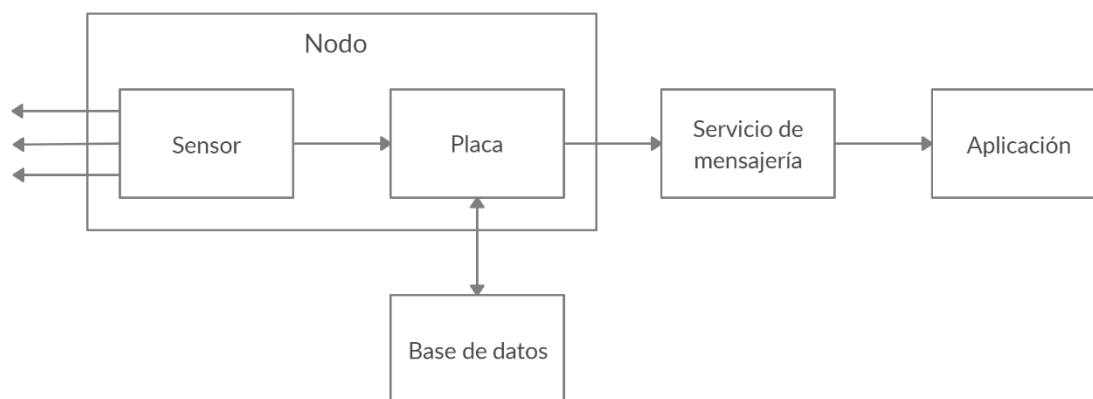 Nodo
Sensor
Placa
Servicio de
mensajería
Aplicación
Base de datos